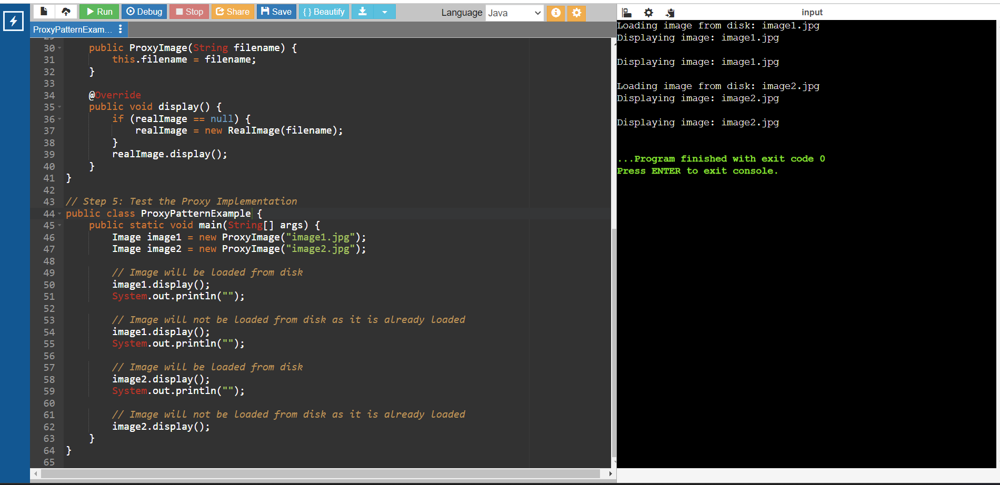 Run Debug Stop Share Save { } Beautify Language Java
ProxyPatternExam...
30 public ProxyImage(String filename) {
31 this.filename = filename;
32 }
33
34 @Override
35 public void display() {
36 if (realImage == null) {
37 realImage = new RealImage(filename);
38 }
39 realImage.display();
40 }
41 }
42
43 // Step 5: Test the Proxy Implementation
44 public class ProxyPatternExample {
45 public static void main(String[] args) {
46 Image image1 = new ProxyImage("image1.jpg");
47 Image image2 = new ProxyImage("image2.jpg");
48
49 // Image will be loaded from disk
50 image1.display();
51 System.out.println("");
52
53 // Image will not be loaded from disk as it is already loaded
54 image1.display();
55 System.out.println("");
56
57 // Image will be loaded from disk
58 image2.display();
59 System.out.println("");
60
61 // Image will not be loaded from disk as it is already loaded
62 image2.display();
63 }
64 }
65
input
Loading image from disk: image1.jpg
Displaying image: image1.jpg
Displaying image: image1.jpg
Loading image from disk: image2.jpg
Displaying image: image2.jpg
Displaying image: image2.jpg
...Program finished with exit code 0
Press ENTER to exit console.